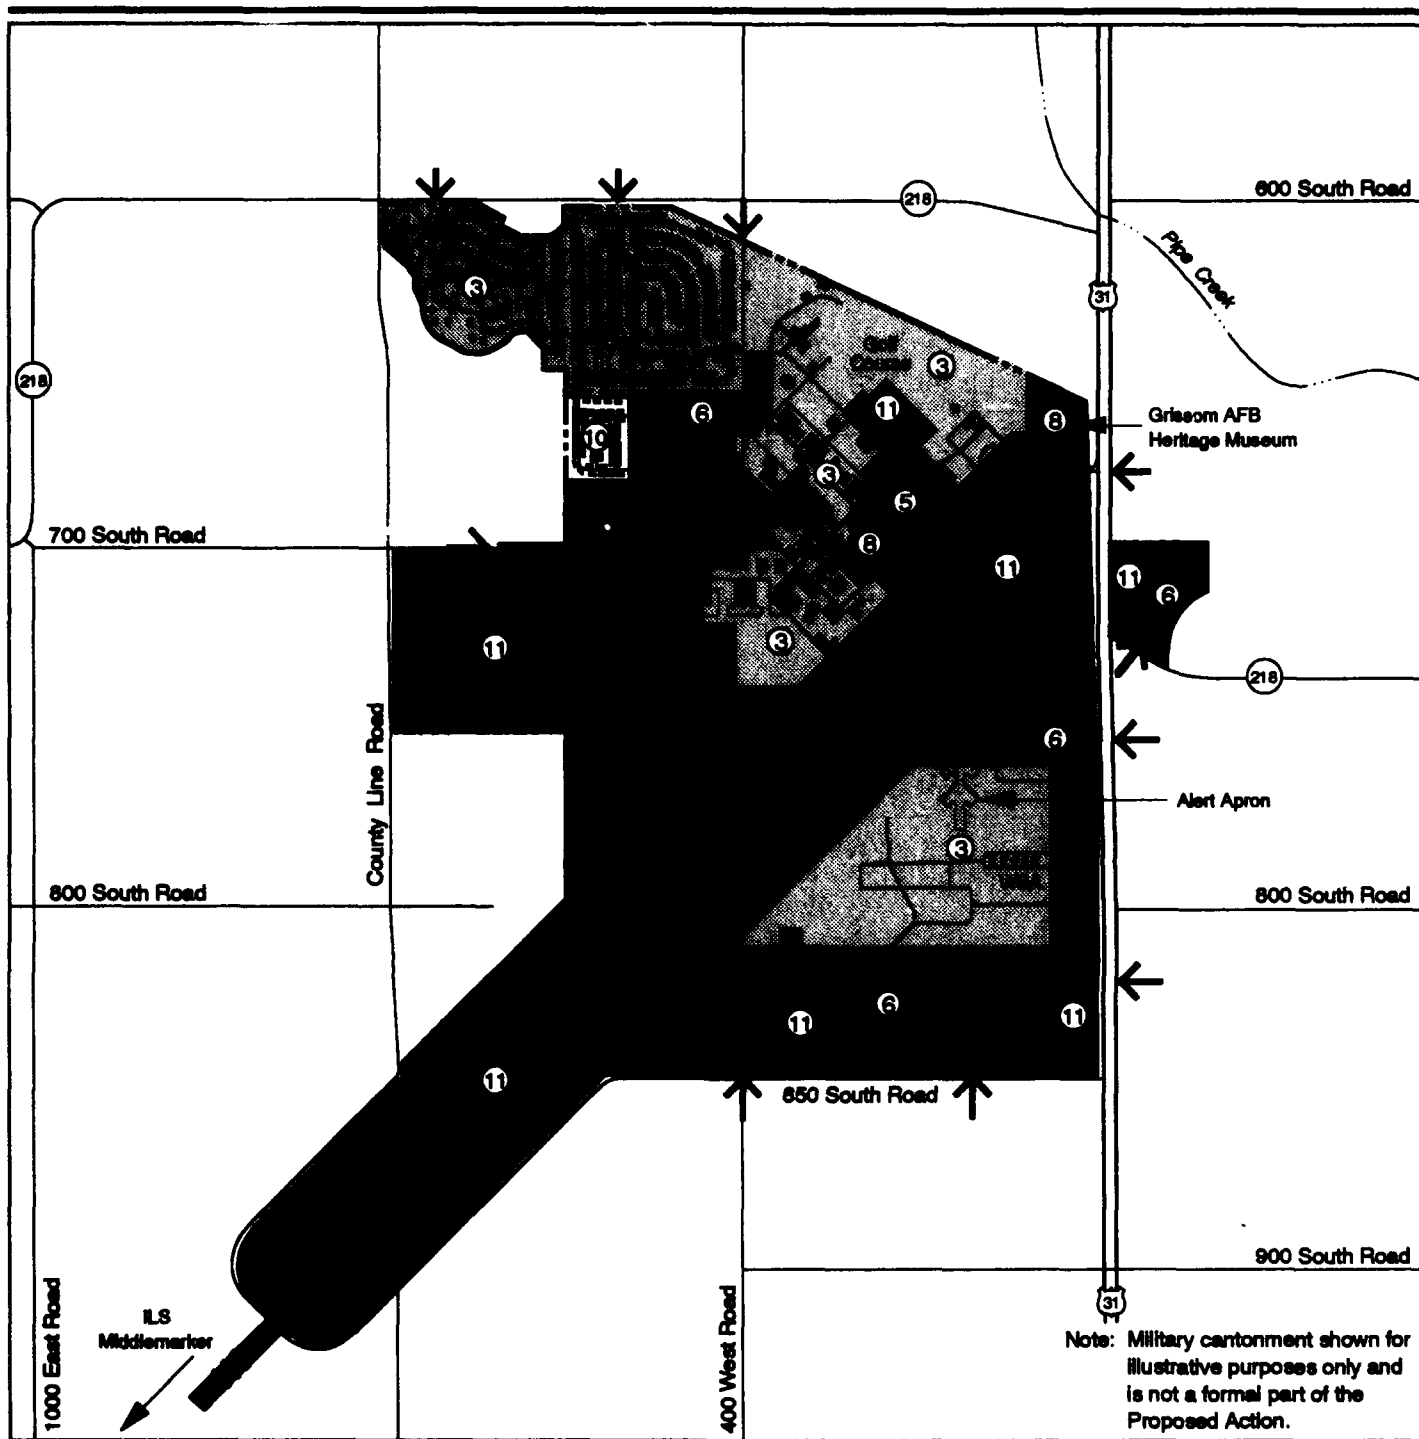 600 South Road
218
Pipe Creek
31
3
Golf
Course
3
218
6
11
8
Grissom AFB
Heritage Museum
10
3
5
700 South Road
8
11
11
6
3
11
218
6
County Line Road
Alert Apron
3
800 South Road
800 South Road
6
11
11
11
850 South Road
900 South Road
1000 East Road
ILS
Middlemarker
400 West Road
31
Note: Military cantonment shown for
illustrative purposes only and
is not a formal part of the
Proposed Action.